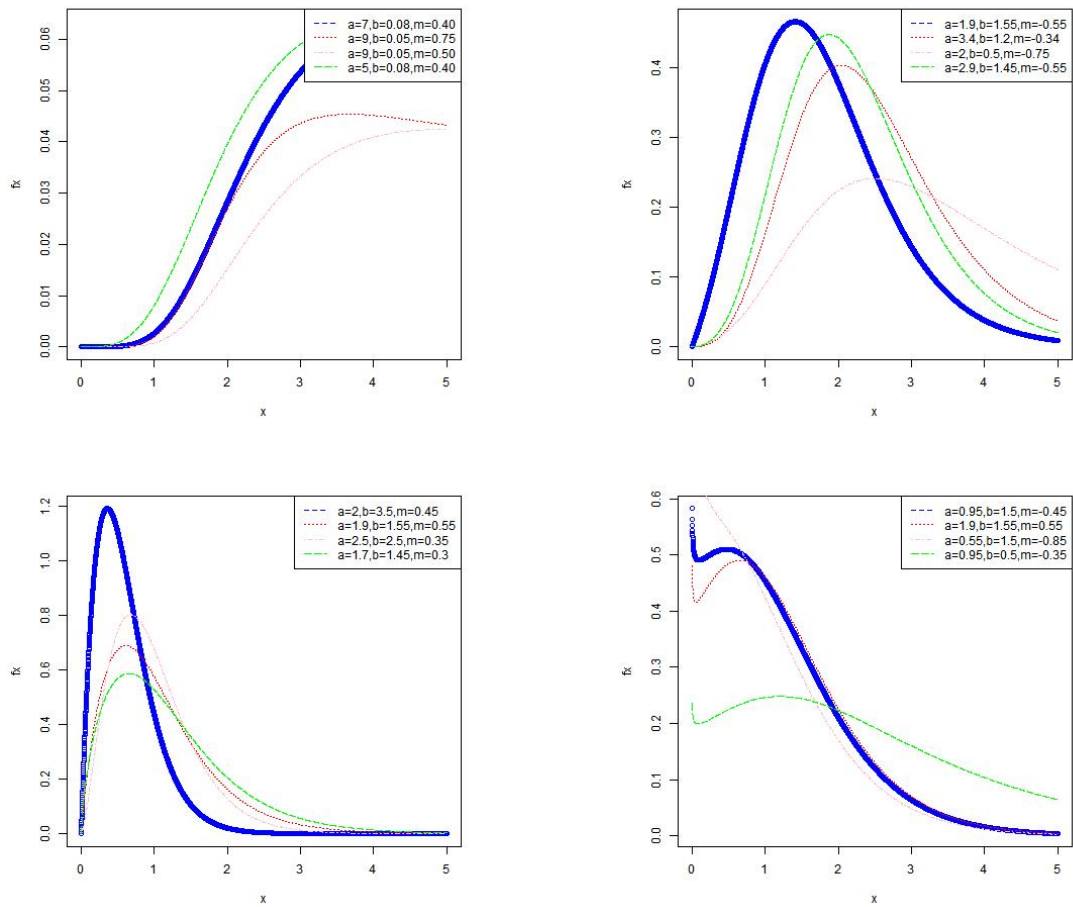 a=7,b=0.08,m=0.40
a=9,b=0.05,m=0.75
a=9,b=0.05,m=0.50
a=5,b=0.08,m=0.40
fx
0.00 0.01 0.02 0.03 0.04 0.05 0.06
0 1 2 3 4 5
x
a=1.9,b=1.55,m=-0.55
a=3.4,b=1.2,m=-0.34
a=2,b=0.5,m=-0.75
a=2.9,b=1.45,m=-0.55
fx
0.0 0.1 0.2 0.3 0.4
0 1 2 3 4 5
x
a=2,b=3.5,m=0.45
a=1.9,b=1.55,m=0.55
a=2.5,b=2.5,m=0.35
a=1.7,b=1.45,m=0.3
fx
0.0 0.2 0.4 0.6 0.8 1.0 1.2
0 1 2 3 4 5
x
a=0.95,b=1.5,m=-0.45
a=1.9,b=1.55,m=0.55
a=0.55,b=1.5,m=-0.85
a=0.95,b=0.5,m=-0.35
fx
0.0 0.1 0.2 0.3 0.4 0.5 0.6
0 1 2 3 4 5
x